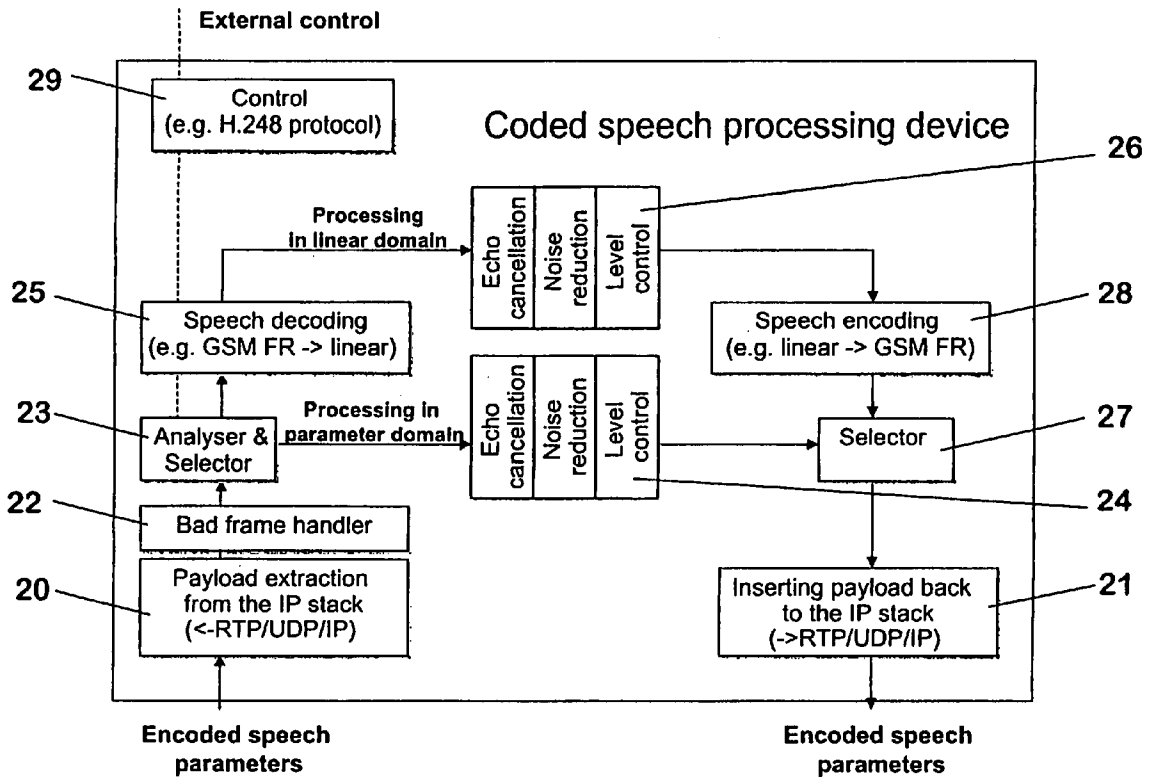 External control
29
Control
(e.g. H.248 protocol)
Coded speech processing device
26
Processing
in linear domain
Echo
cancellation
Noise
reduction
Level
control
25
Speech decoding
(e.g. GSM FR -> linear)
28
Speech encoding
(e.g. linear -> GSM FR)
23
Analyser &
Selector
Processing in
parameter domain
Echo
cancellation
Noise
reduction
Level
control
Selector
27
24
22
Bad frame handler
20
Payload extraction
from the IP stack
(<-RTP/UDP/IP)
Inserting payload back
to the IP stack
(->RTP/UDP/IP)
21
Encoded speech
parameters
Encoded speech
parameters